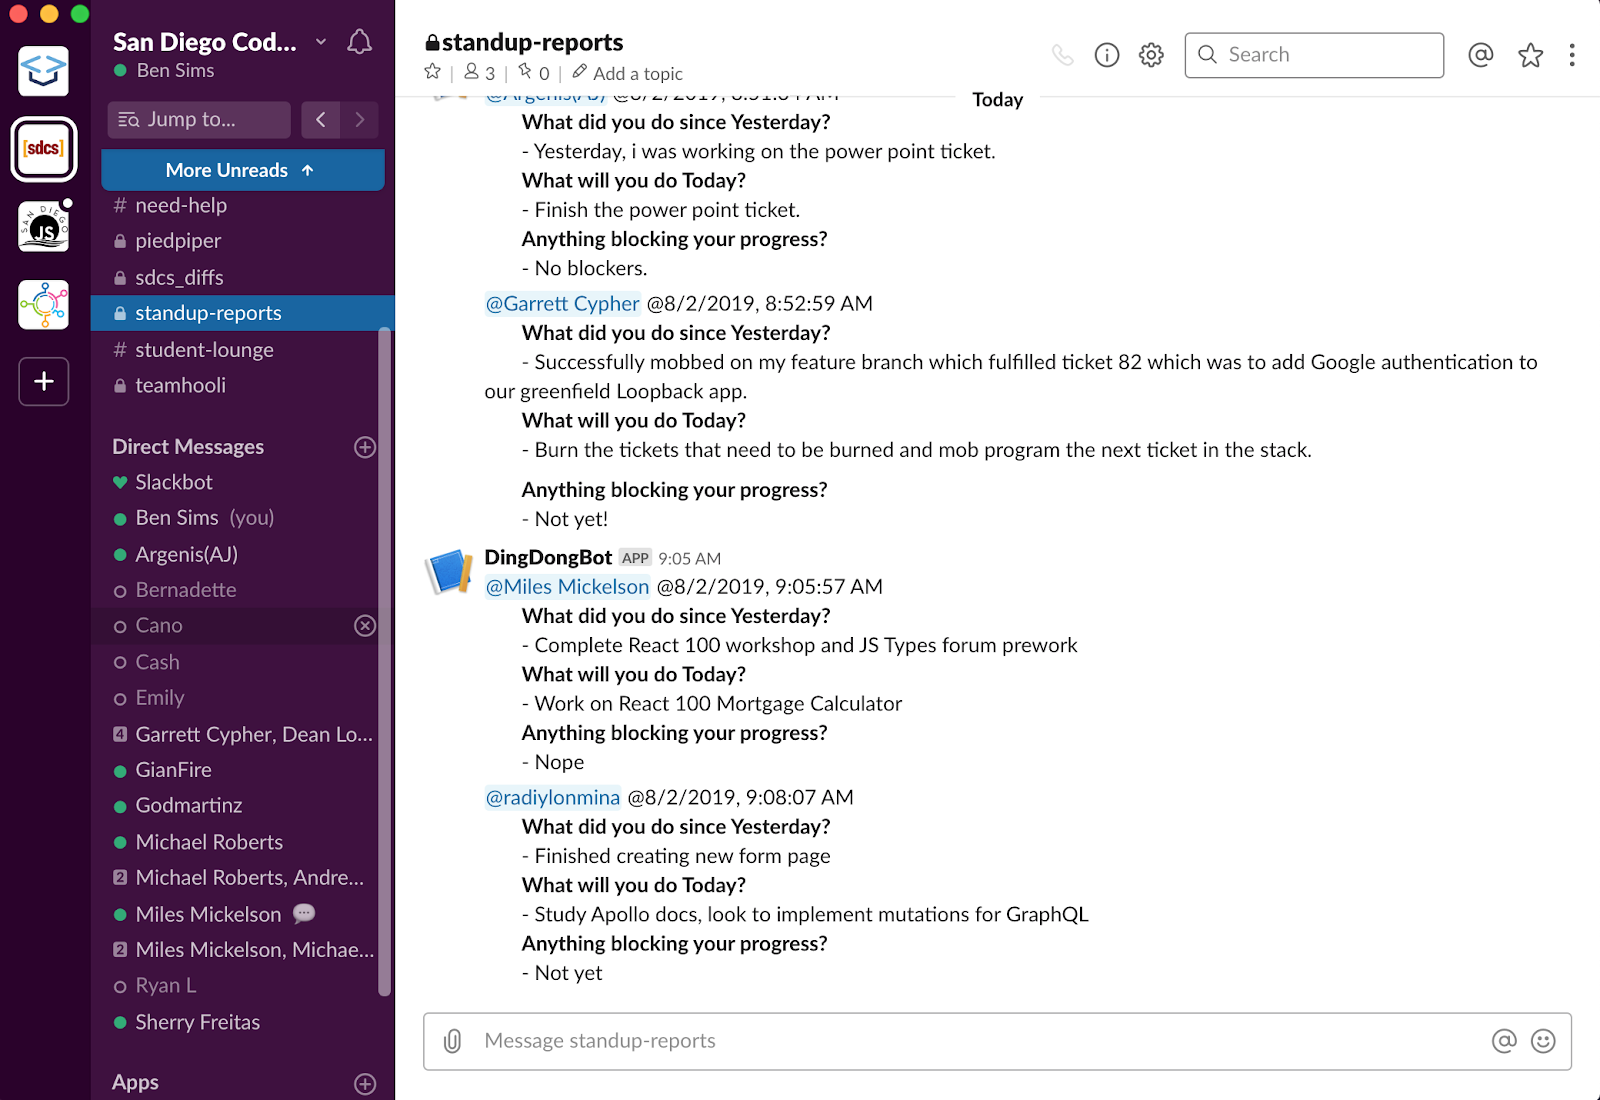 San Diego Cod...
Ben Sims
Jump to...
More Unreads
[sdcs]
SAN DIEGO
JS
# need-help
piedpiper
sdcs_diffs
standup-reports
# student-lounge
teamhooli
Direct Messages
Slackbot
Ben Sims (you)
Argenis(AJ)
Bernadette
Cano
Cash
Emily
4 Garrett Cypher, Dean Lo...
GianFire
Godmartinz
Michael Roberts
2 Michael Roberts, Andre...
Miles Mickelson
2 Miles Mickelson, Michae...
Ryan L
Sherry Freitas
Apps
standup-reports
3 | 0 | Add a topic
Search
Today
@Argenis(AJ) @8/2/2019, 8:51:04 AM
What did you do since Yesterday?
- Yesterday, i was working on the power point ticket.
What will you do Today?
- Finish the power point ticket.
Anything blocking your progress?
- No blockers.
@Garrett Cypher @8/2/2019, 8:52:59 AM
What did you do since Yesterday?
- Successfully mobbed on my feature branch which fulfilled ticket 82 which was to add Google authentication to
our greenfield Loopback app.
What will you do Today?
- Burn the tickets that need to be burned and mob program the next ticket in the stack.
Anything blocking your progress?
- Not yet!
DingDongBot APP 9:05 AM
@Miles Mickelson @8/2/2019, 9:05:57 AM
What did you do since Yesterday?
- Complete React 100 workshop and JS Types forum prework
What will you do Today?
- Work on React 100 Mortgage Calculator
Anything blocking your progress?
- Nope
@radiylonmina @8/2/2019, 9:08:07 AM
What did you do since Yesterday?
- Finished creating new form page
What will you do Today?
- Study Apollo docs, look to implement mutations for GraphQL
Anything blocking your progress?
- Not yet
Message standup-reports